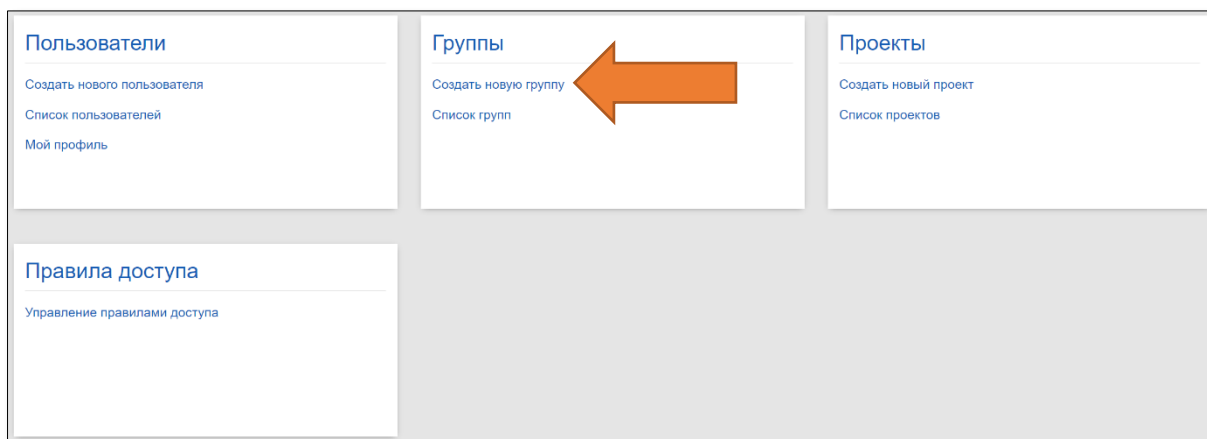 Пользователи
Создать нового пользователя
Список пользователей
Мой профиль
Группы
Создать новую группу
Список групп
Проекты
Создать новый проект
Список проектов
Правила доступа
Управление правилами доступа